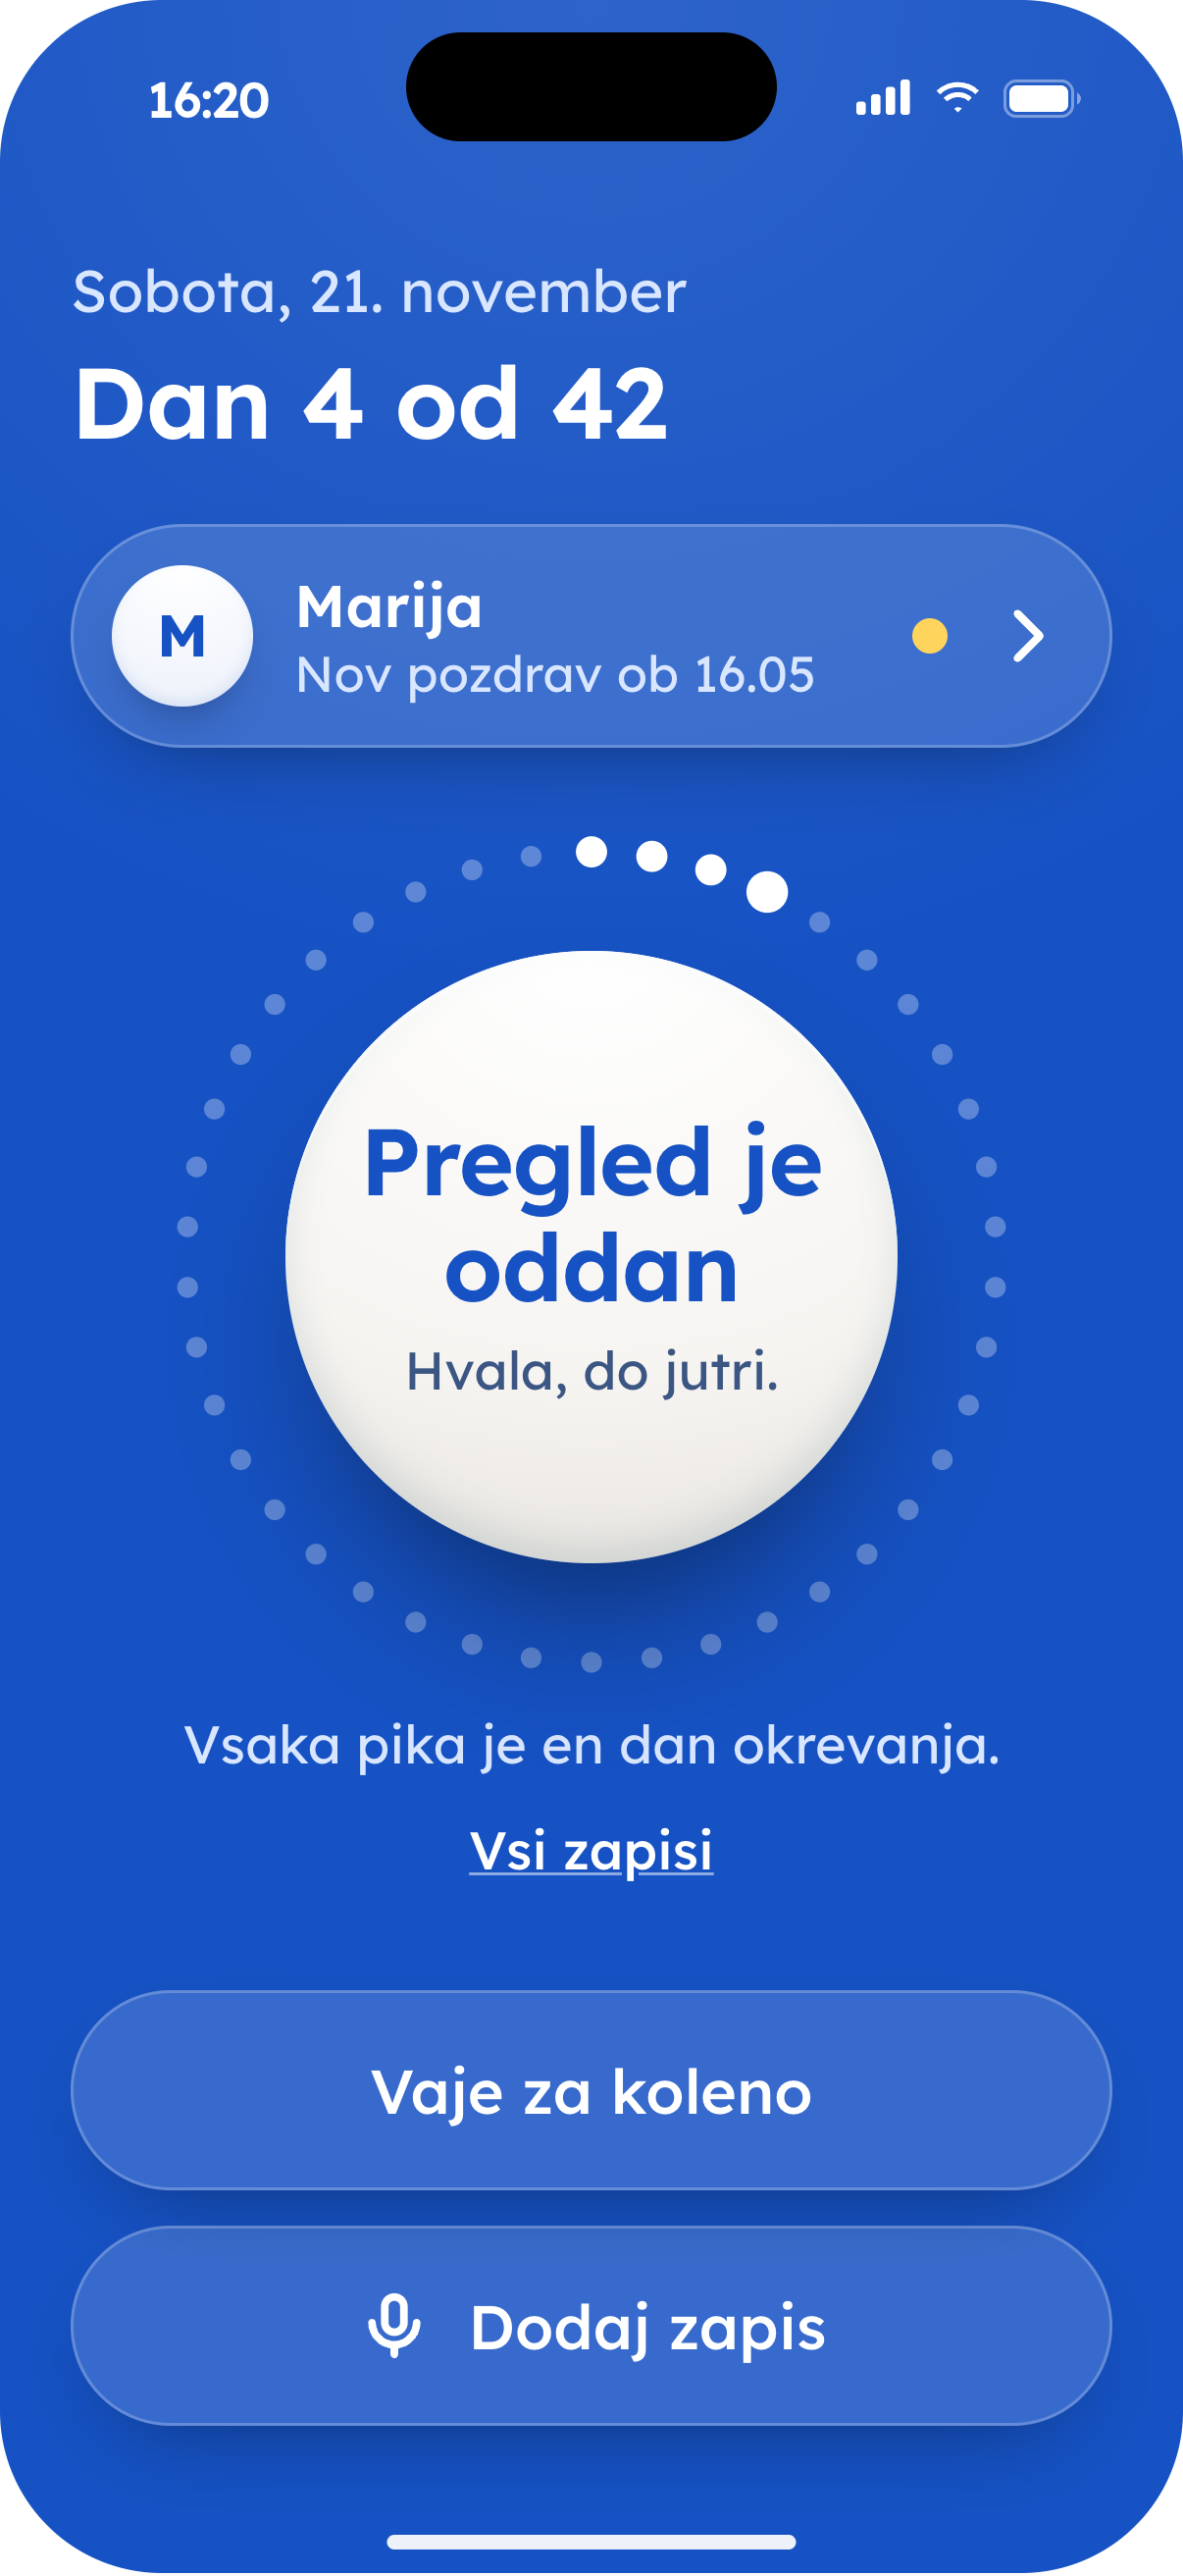 16:20
Sobota, 21. november
Dan 4 od 42
M
Marija
Nov pozdrav ob 16.05
Pregled je
oddan
Hvala, do jutri.
Vsaka pika je en dan okrevanja.
Vsi zapisi
Vaje za koleno
Dodaj zapis